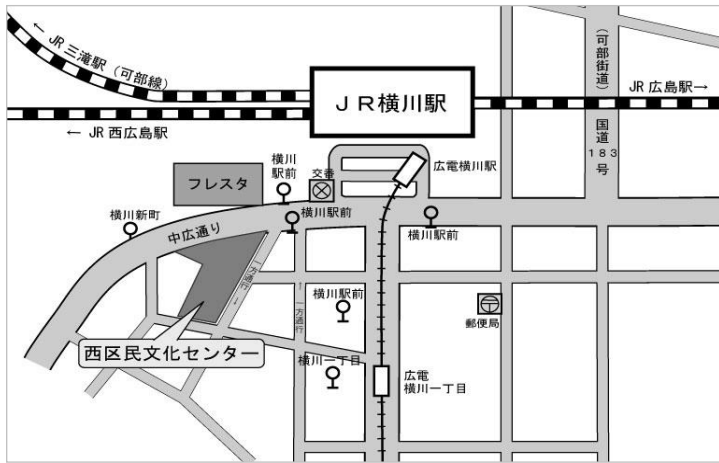 ← JR 三滝駅（可部線）
← JR 西広島駅
ＪＲ横川駅
JR 広島駅→
（可部街道）
国道
１８３
号
フレスタ
横川
駅前
交番
広電横川駅
横川新町
中広通り
横川駅前
横川駅前
一方通行→
←一方通行
横川駅前
郵便局
西区民文化センター
横川一丁目
広電
横川一丁目